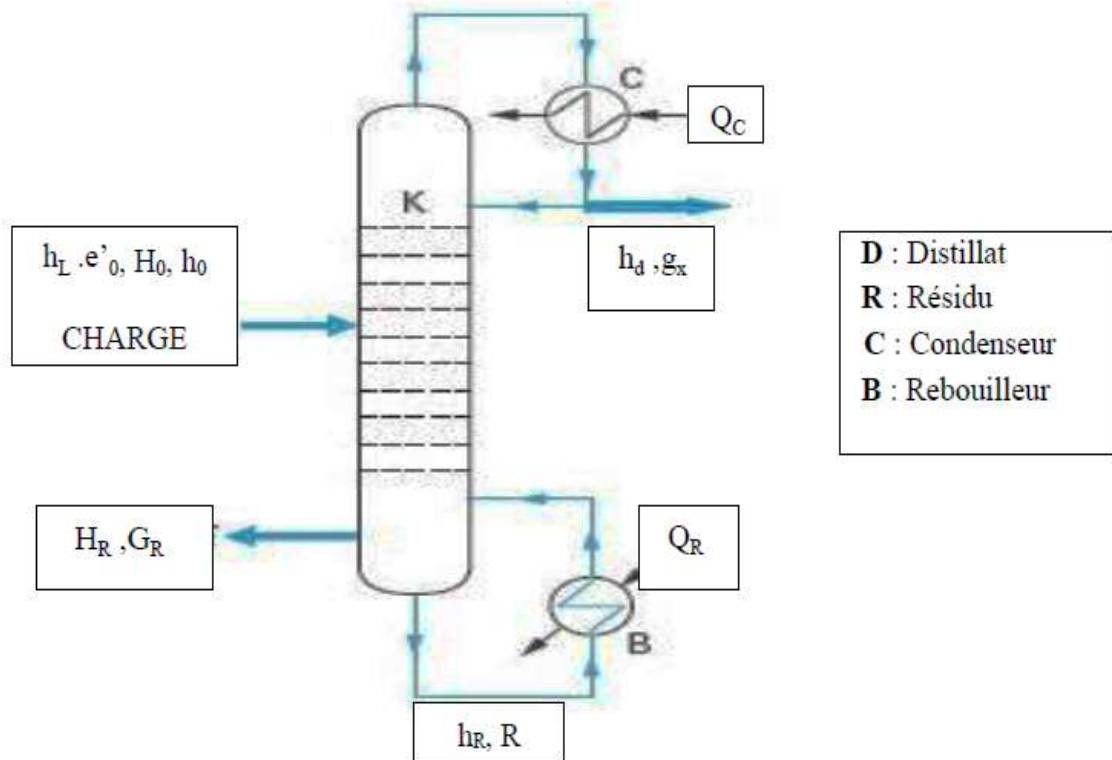 C
Q_C
K
h_L .e’_0, H_0, h_0
CHARGE
h_d ,g_x
D : Distillat
R : Résidu
C : Condenseur
B : Rebouilleur
H_R ,G_R
Q_R
B
h_R, R